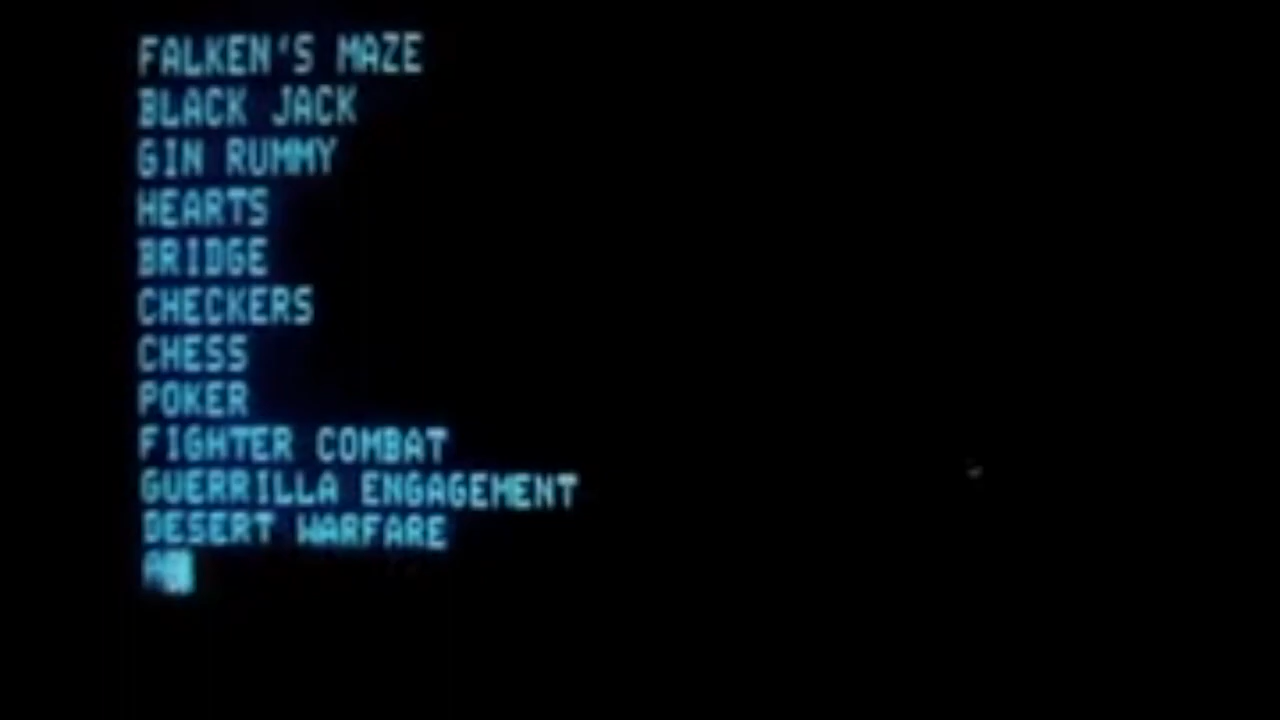 FALKEN'S MAZE
BLACK JACK
GIN RUMMY
HEARTS
BRIDGE
CHECKERS
CHESS
POKER
FIGHTER COMBAT
GUERRILLA ENGAGEMENT
DESERT WARFARE
A